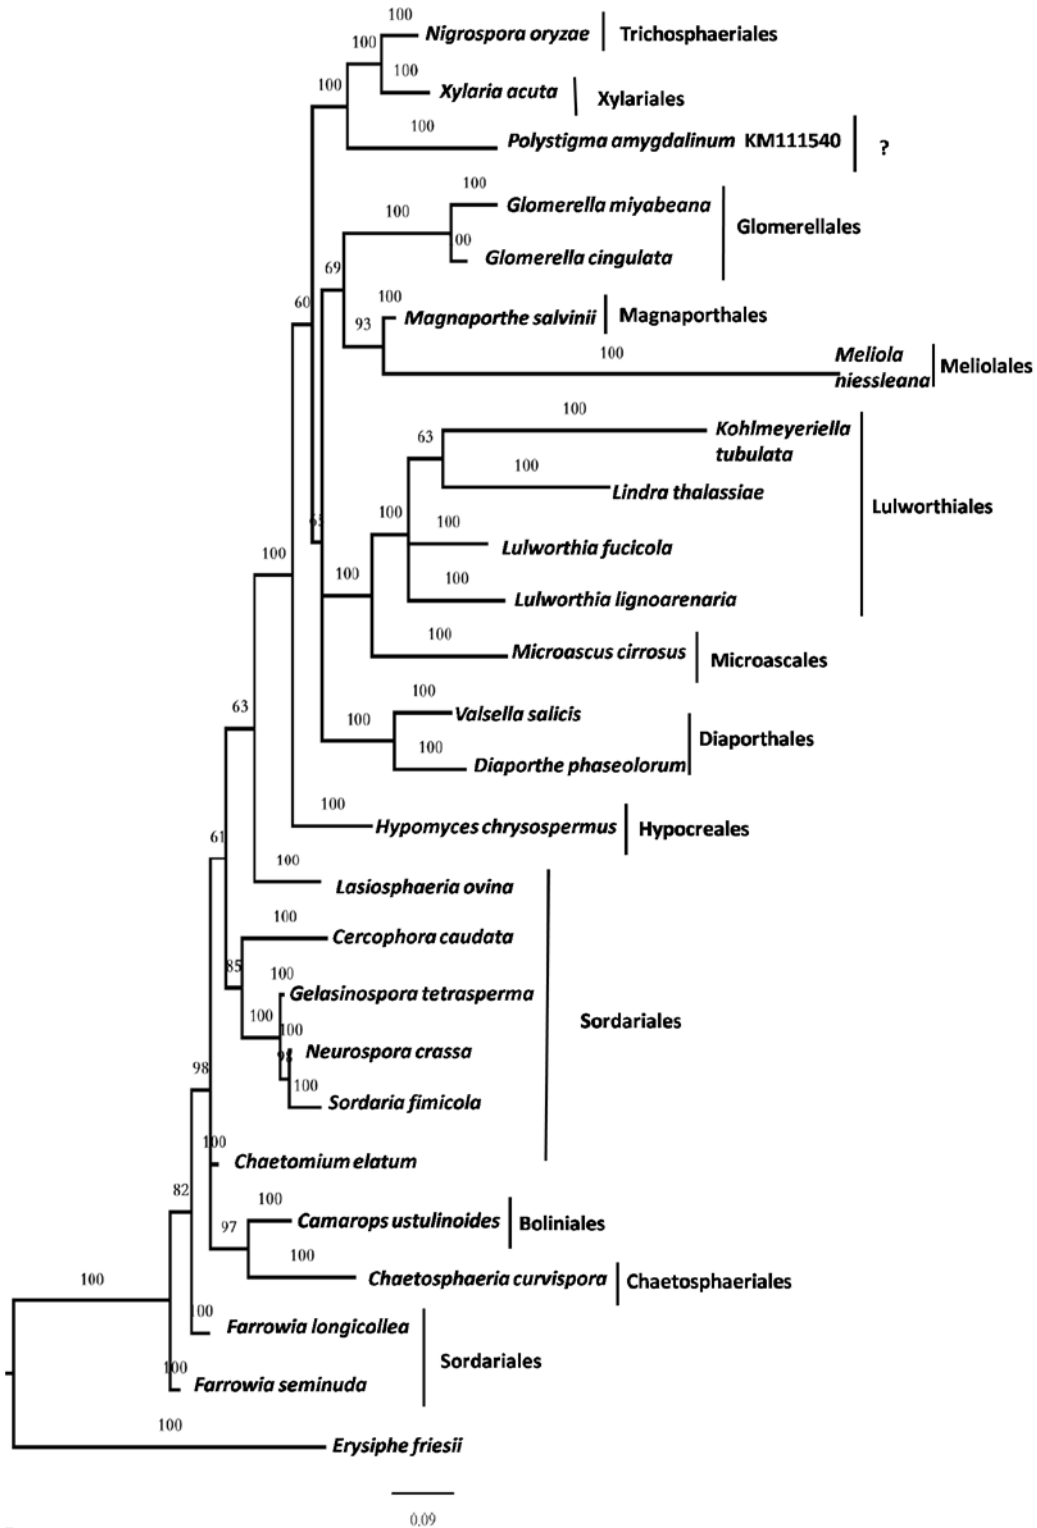 100
Nigrospora oryzae
Trichosphaeriales
100
100
Xylaria acuta
Xylariales
100
100
Polystigma amygdalinum KM111540
?
100
Glomerella miyabeana
100
Glomerellales
00
Glomerella cingulata
69
100
Magnaporthe salvinii
Magnaporthales
60
93
100
Meliola
niessleana
Meliolales
100
Kohlmeyeriella
tubulata
63
100
Lindra thalassiae
Lulworthiales
100
100
Lulworthia fucicola
100
100
Lulworthia lignoarenaria
100
100
Microascus cirrosus
Microascales
100
Valsella salicis
100
Diaporthales
100
Diaporthe phaseolorum
63
100
Hypomyces chrysospermus
Hypocreales
61
100
Lasiosphaeria ovina
100
Cercophora caudata
85
100
Gelasinospora tetrasperma
100
Sordariales
100
Neurospora crassa
98
100
Sordaria fimicola
98
100
Chaetomium elatum
82
100
Camarops ustulinoides
Boliniales
97
100
Chaetosphaeria curvispora
Chaetosphaeriales
100
100
Farrowia longicollea
Sordariales
100
Farrowia seminuda
100
Erysiphe friesii
0.09